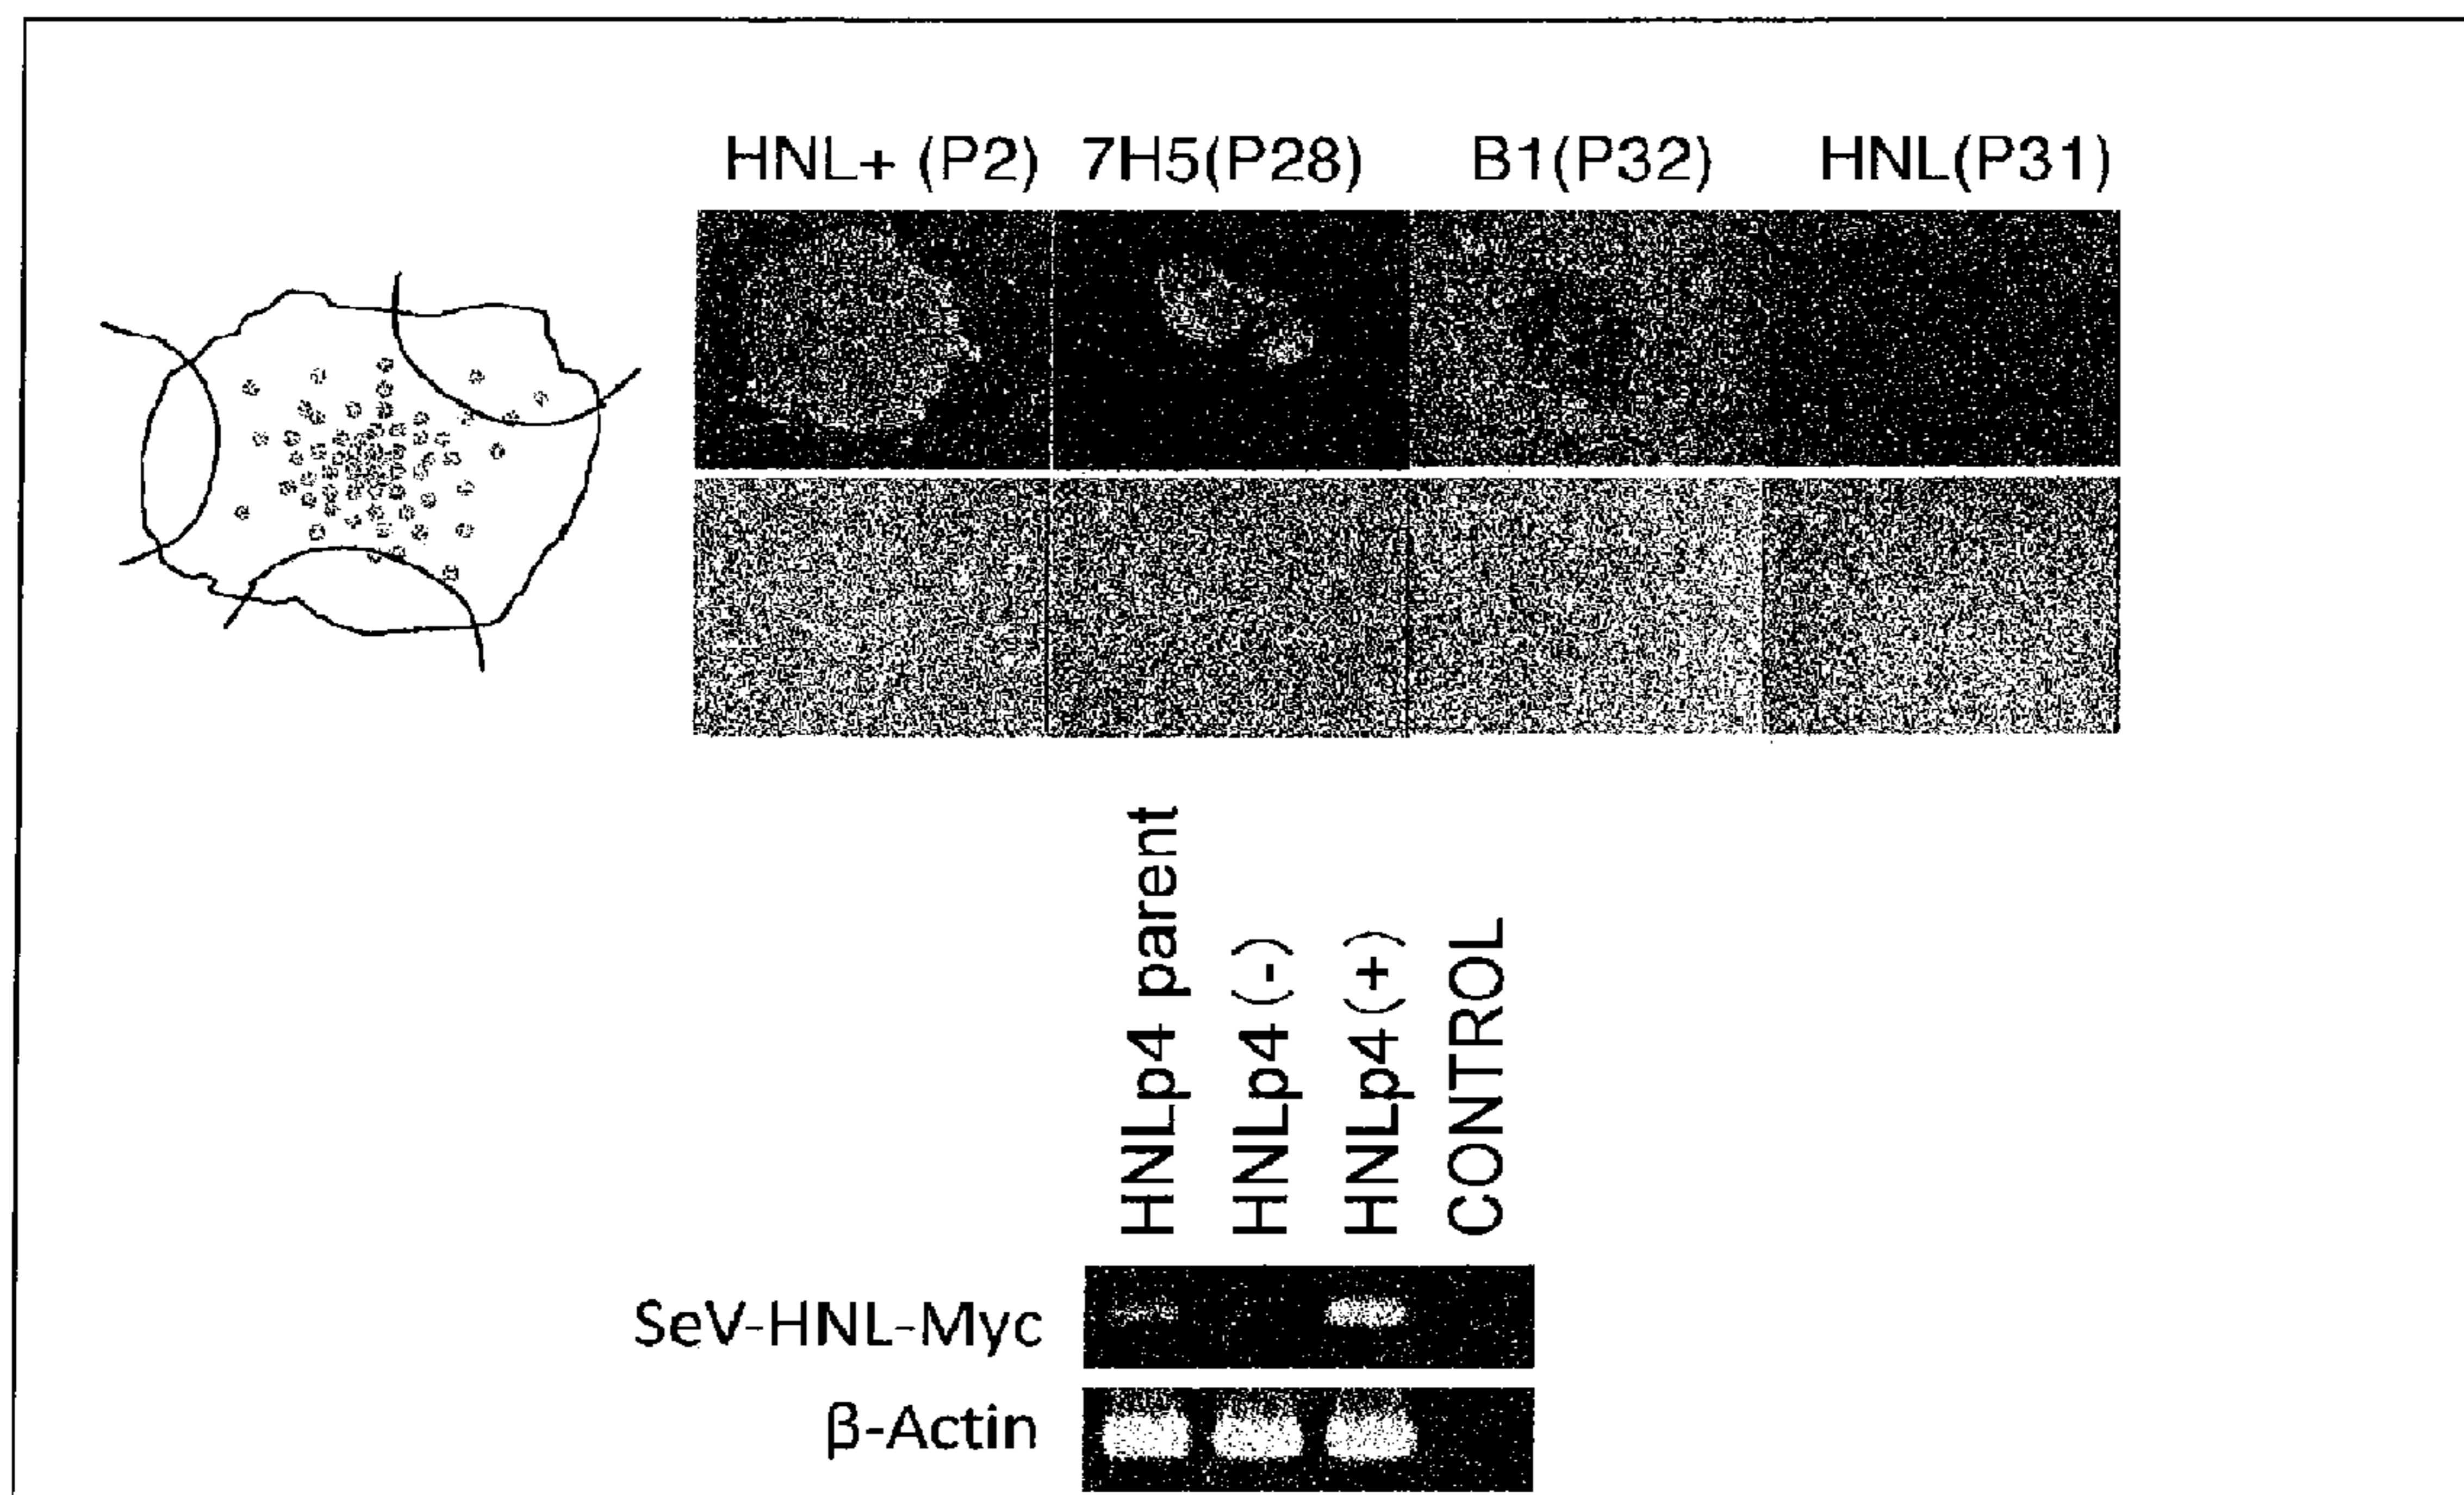 HNL+ (P2) 7H5(P28) B1(P32) HNL(P31)
HNLp4 parent
HNLp4 (-)
HNLp4 (+)
CONTROL
SeV-HNL-Myc
β-Actin